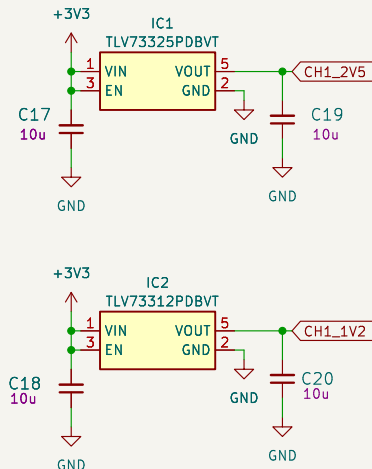 +3V3
IC1
TLV73325PDBVT
1 VIN VOUT 5
3 EN GND 2
CH1_2V5
C17
10u
GND
C19
10u
GND
GND
+3V3
IC2
TLV73312PDBVT
1 VIN VOUT 5
3 EN GND 2
CH1_1V2
C18
10u
GND
C20
10u
GND
GND